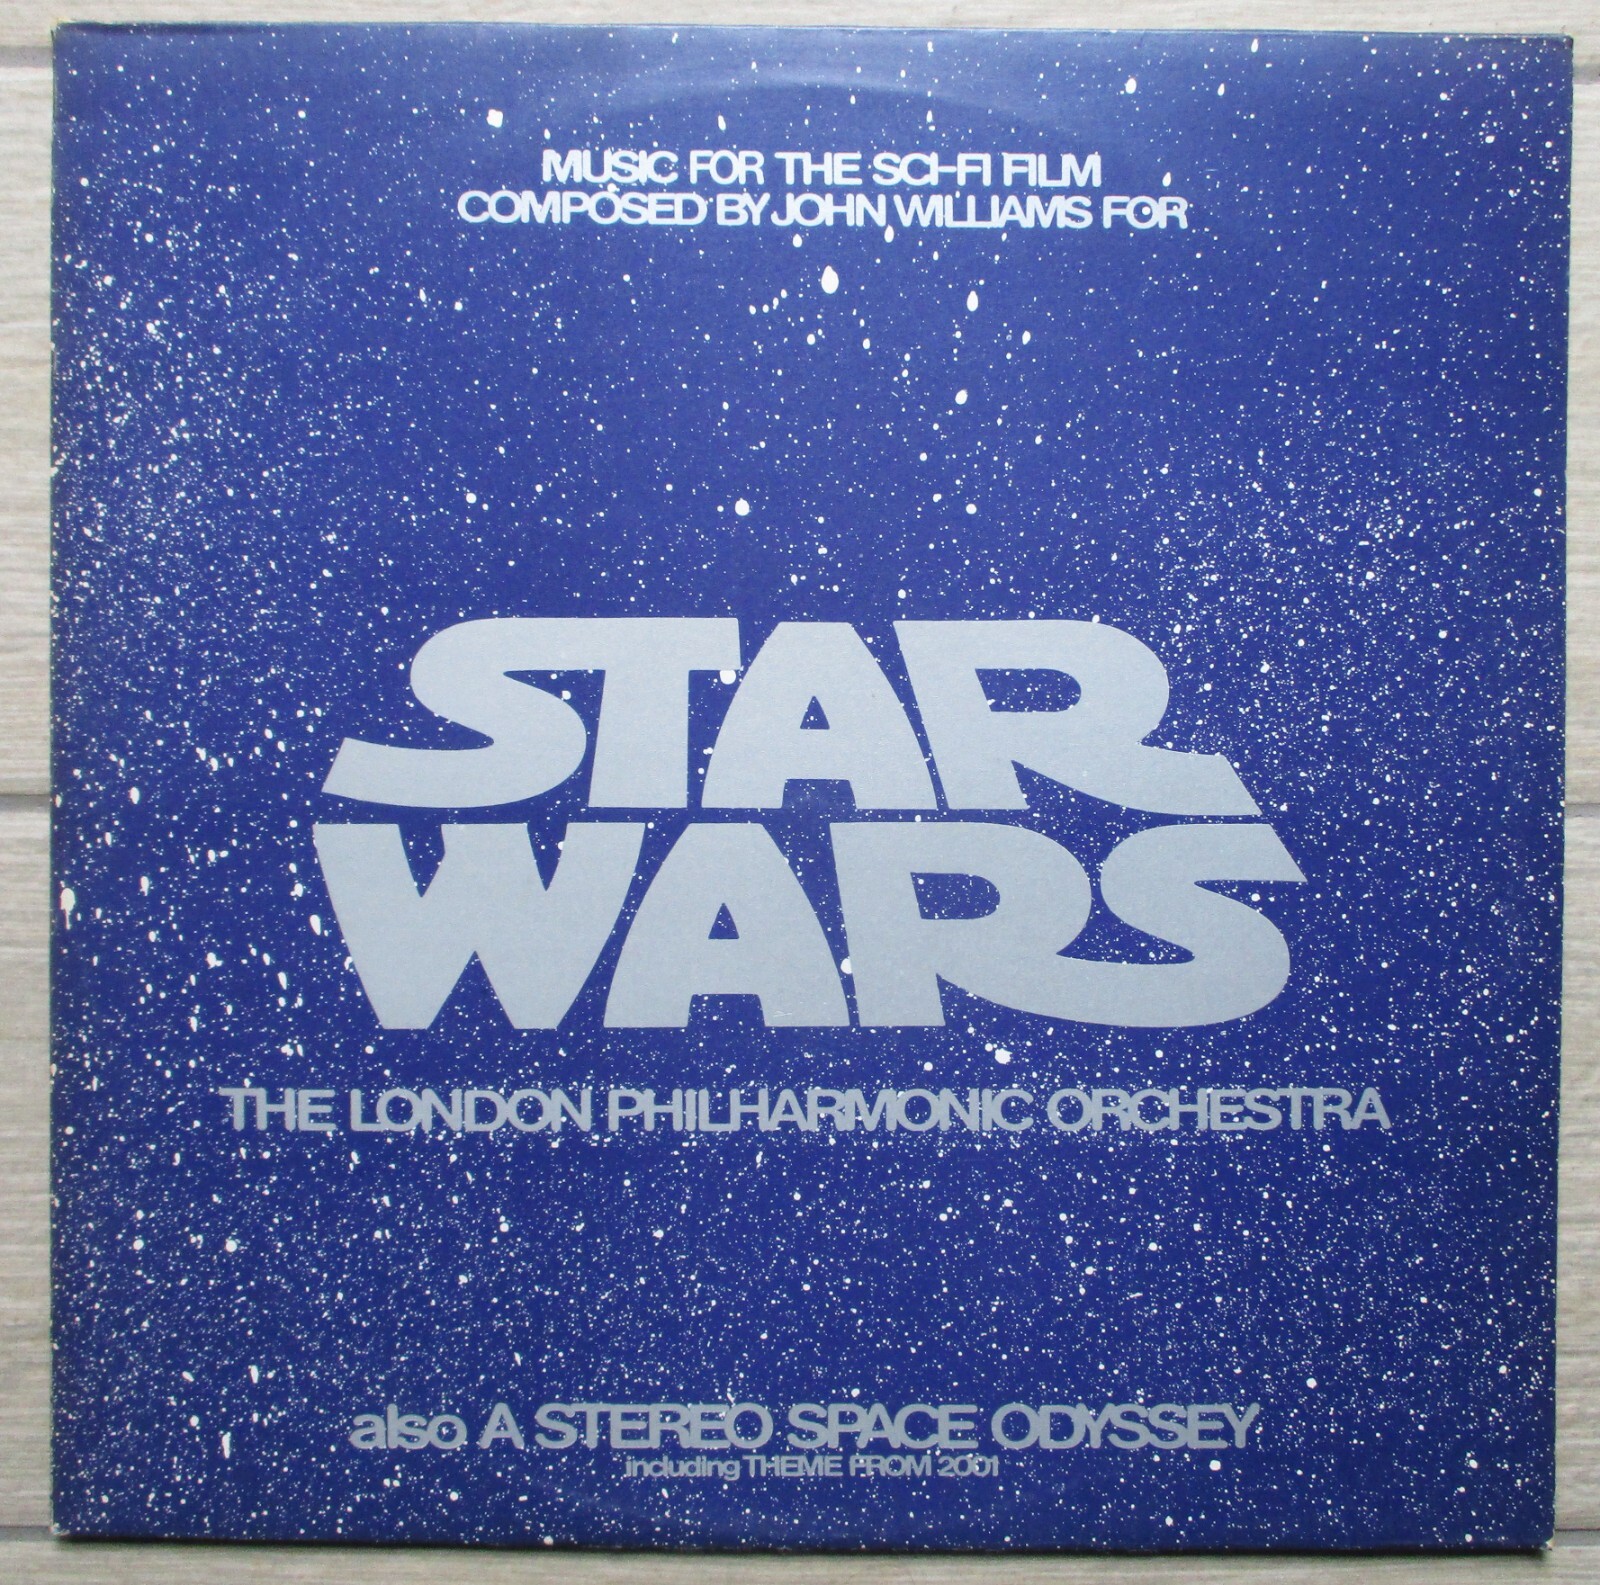 MUSIC FOR THE SCI-FI FILM
COMPOSED BY JOHN WILLIAMS FOR
STAR
WARS
THE LONDON PHILHARMONIC ORCHESTRA
also A STEREO SPACE ODYSSEY
including THEME FROM 2001